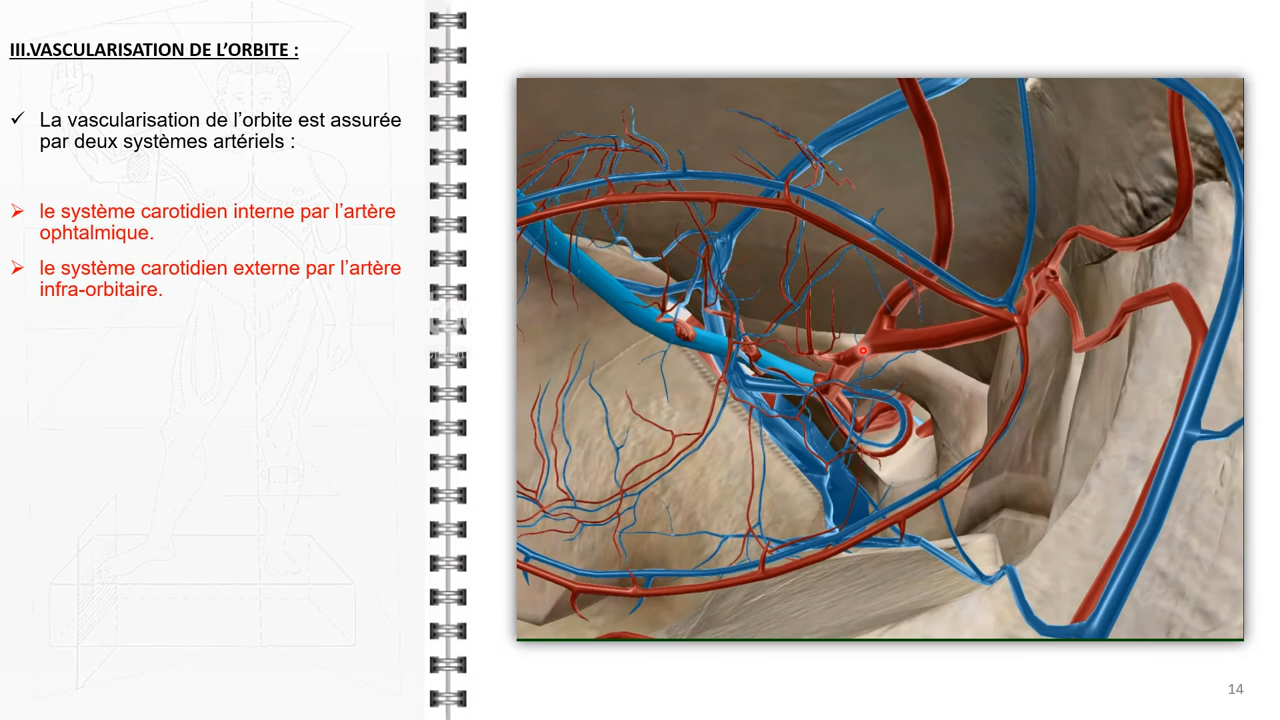 III.VASCULARISATION DE L’ORBITE :
✓ La vascularisation de l’orbite est assurée
par deux systèmes artériels :
➢ le système carotidien interne par l’artère
ophtalmique.
➢ le système carotidien externe par l’artère
infra-orbitaire.
14